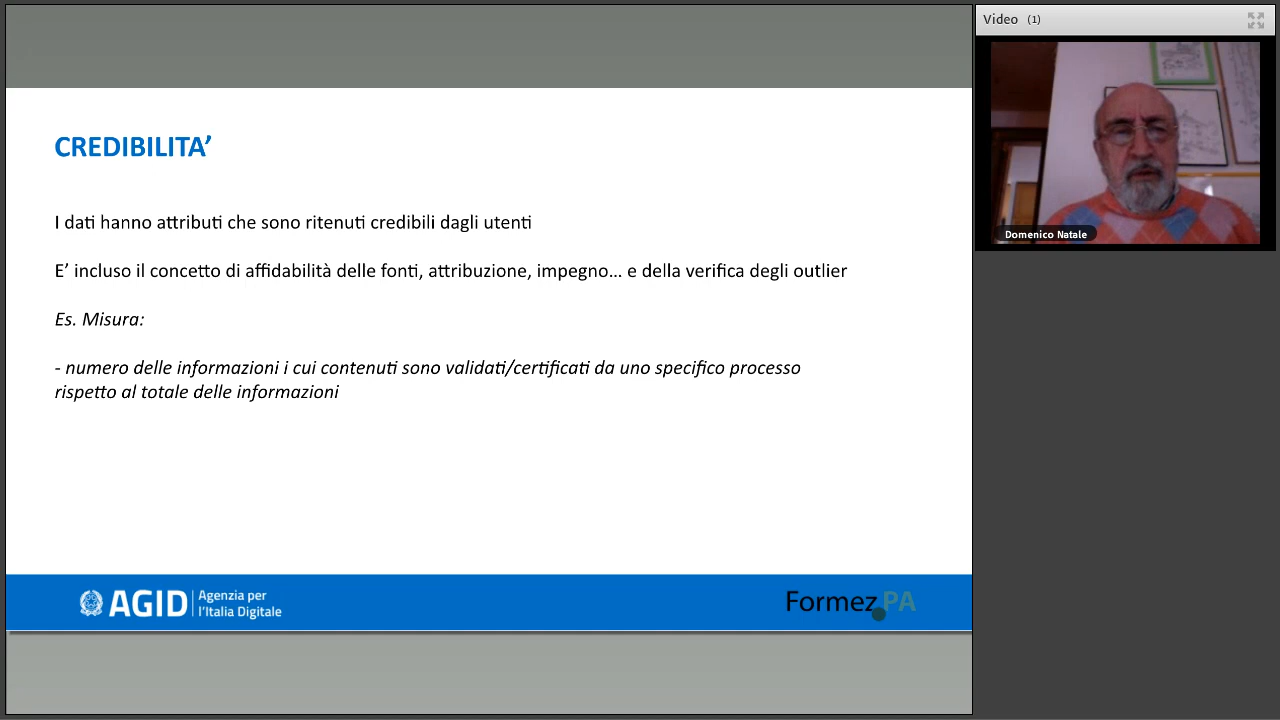 Video (1)
CREDIBILITA’
I dati hanno attributi che sono ritenuti credibili dagli utenti
E’ incluso il concetto di affidabilità delle fonti, attribuzione, impegno... e della verifica degli outlier
Es. Misura:
- numero delle informazioni i cui contenuti sono validati/certificati da uno specifico processo
rispetto al totale delle informazioni
Domenico Natale
AGID
Agenzia per
l’Italia Digitale
Formez PA